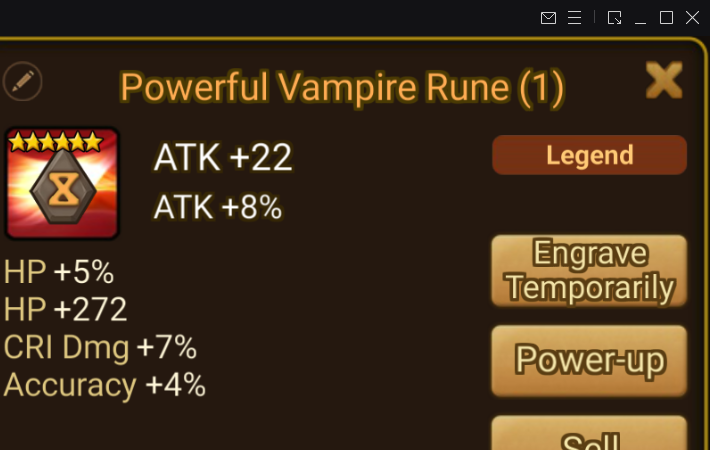 Powerful Vampire Rune (1)
ATK +22
Legend
ATK +8%
Engrave
Temporarily
HP +5%
HP +272
CRI Dmg +7%
Accuracy +4%
Power-up
Sell